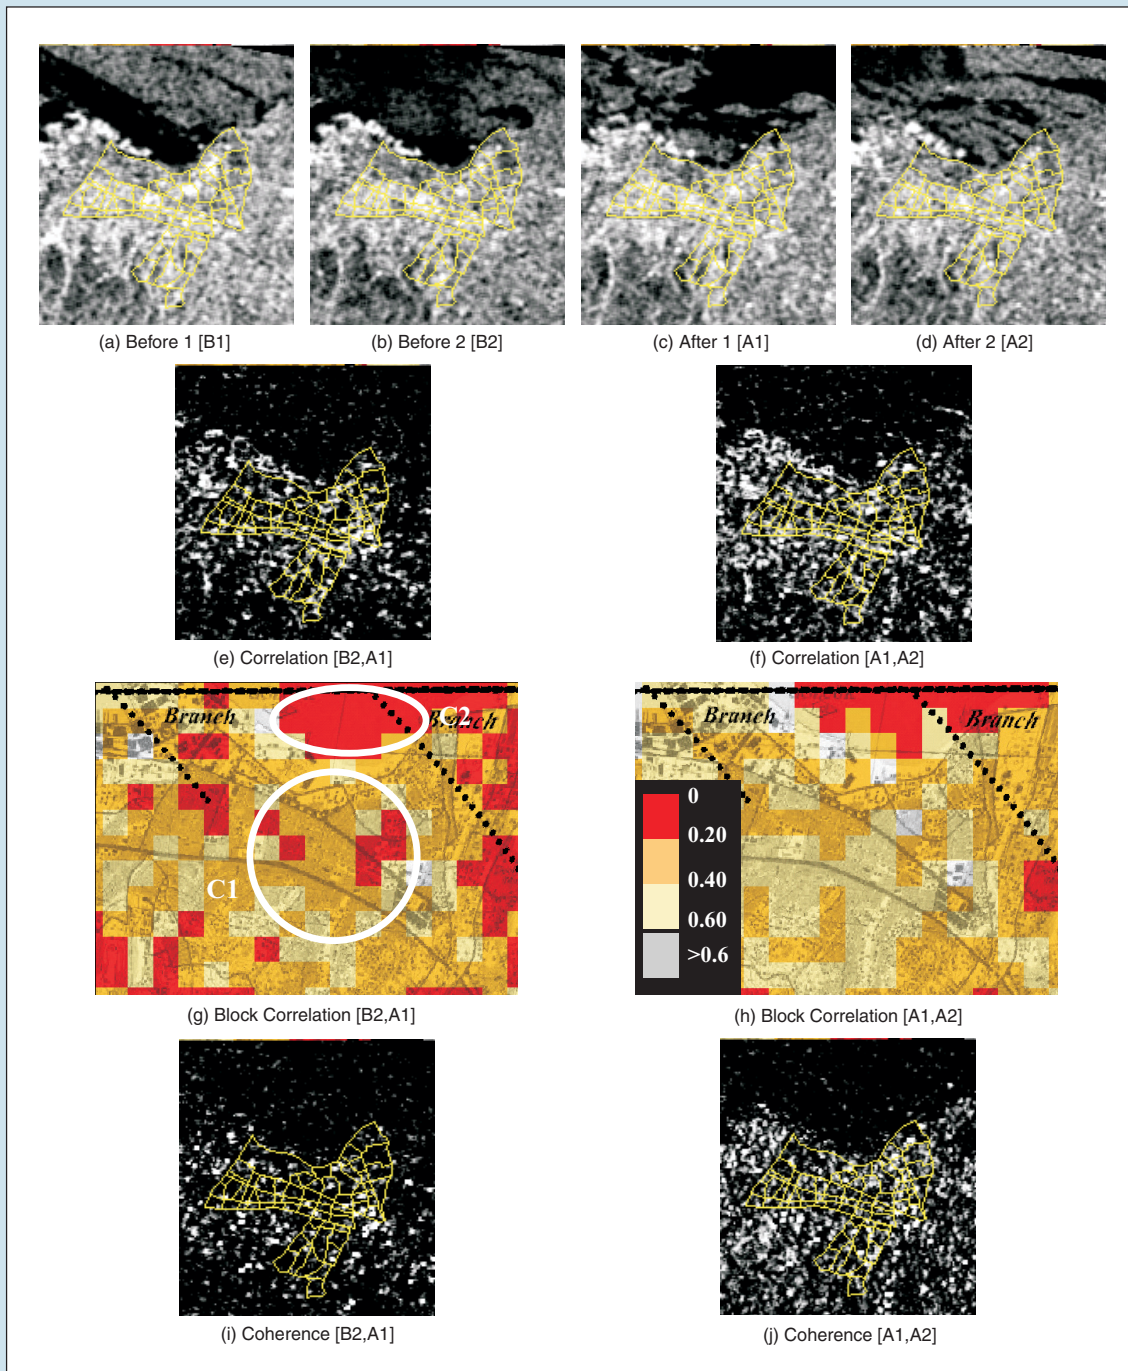 (a) Before 1 [B1]
(b) Before 2 [B2]
(c) After 1 [A1]
(d) After 2 [A2]
(e) Correlation [B2,A1]
(f) Correlation [A1,A2]
Branch
C2
Branch
C1
Branch
Branch
0
0.20
0.40
0.60
>0.6
(g) Block Correlation [B2,A1]
(h) Block Correlation [A1,A2]
(i) Coherence [B2,A1]
(j) Coherence [A1,A2]